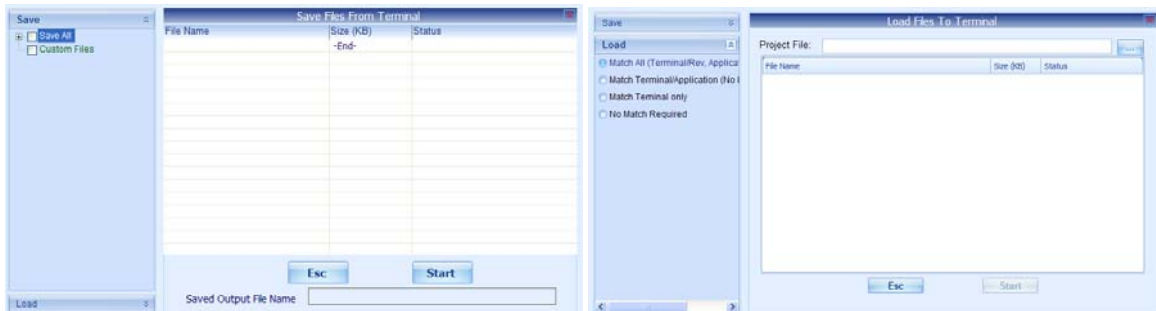 Save
Save All
Custom Files
Load
Save Files From Terminal
File Name Size (KB) Status
-End-
Esc Start
Saved Output File Name
Save
Load
Match All (Terminal/Rev, Applica
Match Terminal/Application (No
Match Teminal only
No Match Required
Load Files To Terminal
Project File: ...
File Name Size (KB) Status
Esc Start